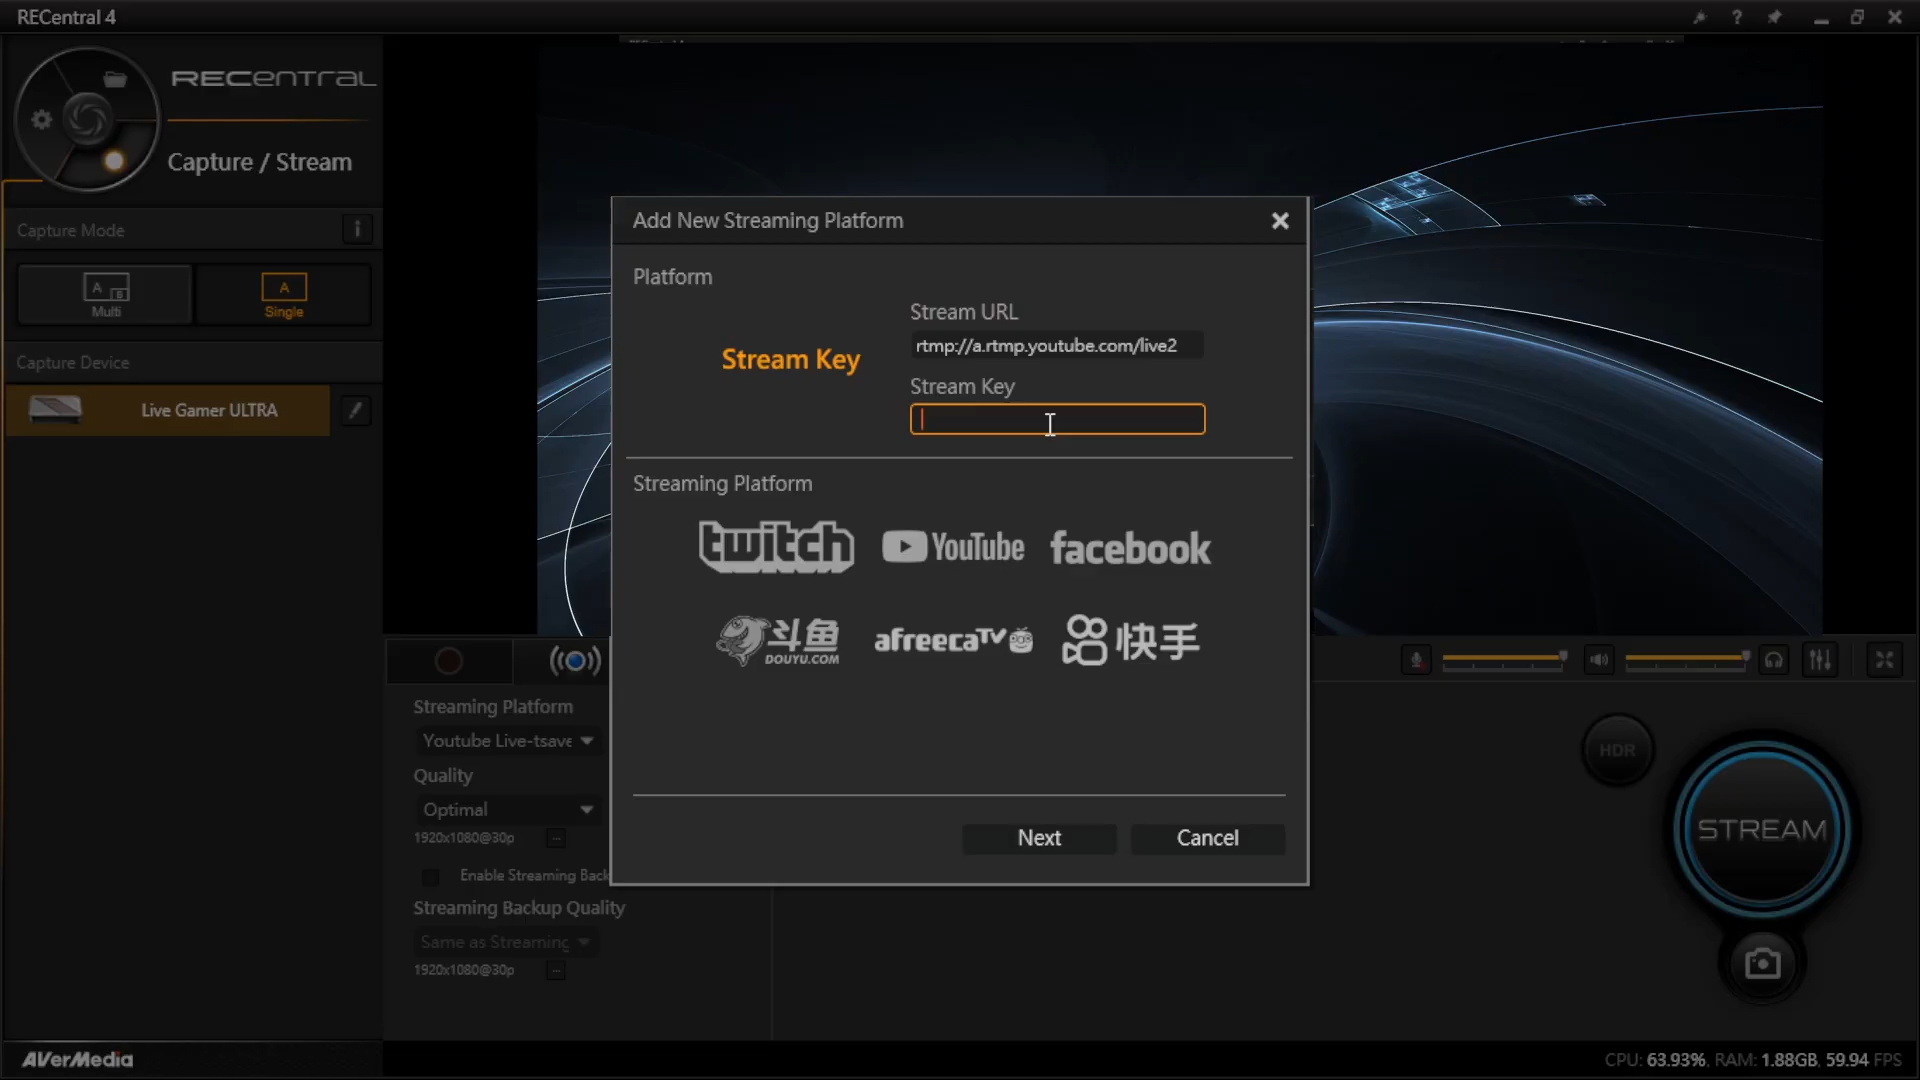 RECentral 4
RECentral
Capture / Stream
Capture Mode
A B
Multi
A
Single
Capture Device
Live Gamer ULTRA
Add New Streaming Platform
Platform
Stream Key
Stream URL
rtmp://a.rtmp.youtube.com/live2
Stream Key
Streaming Platform
twitch
YouTube
facebook
斗鱼
DOUYU.COM
afreecaTV
快手
Next
Cancel
Streaming Platform
Youtube Live-tsave
Quality
Optimal
1920x1080@30p
...
Enable Streaming Back
Streaming Backup Quality
Same as Streaming
1920x1080@30p
...
HDR
STREAM
AVerMedia
CPU: 63.93%, RAM: 1.88GB, 59.94 FPS